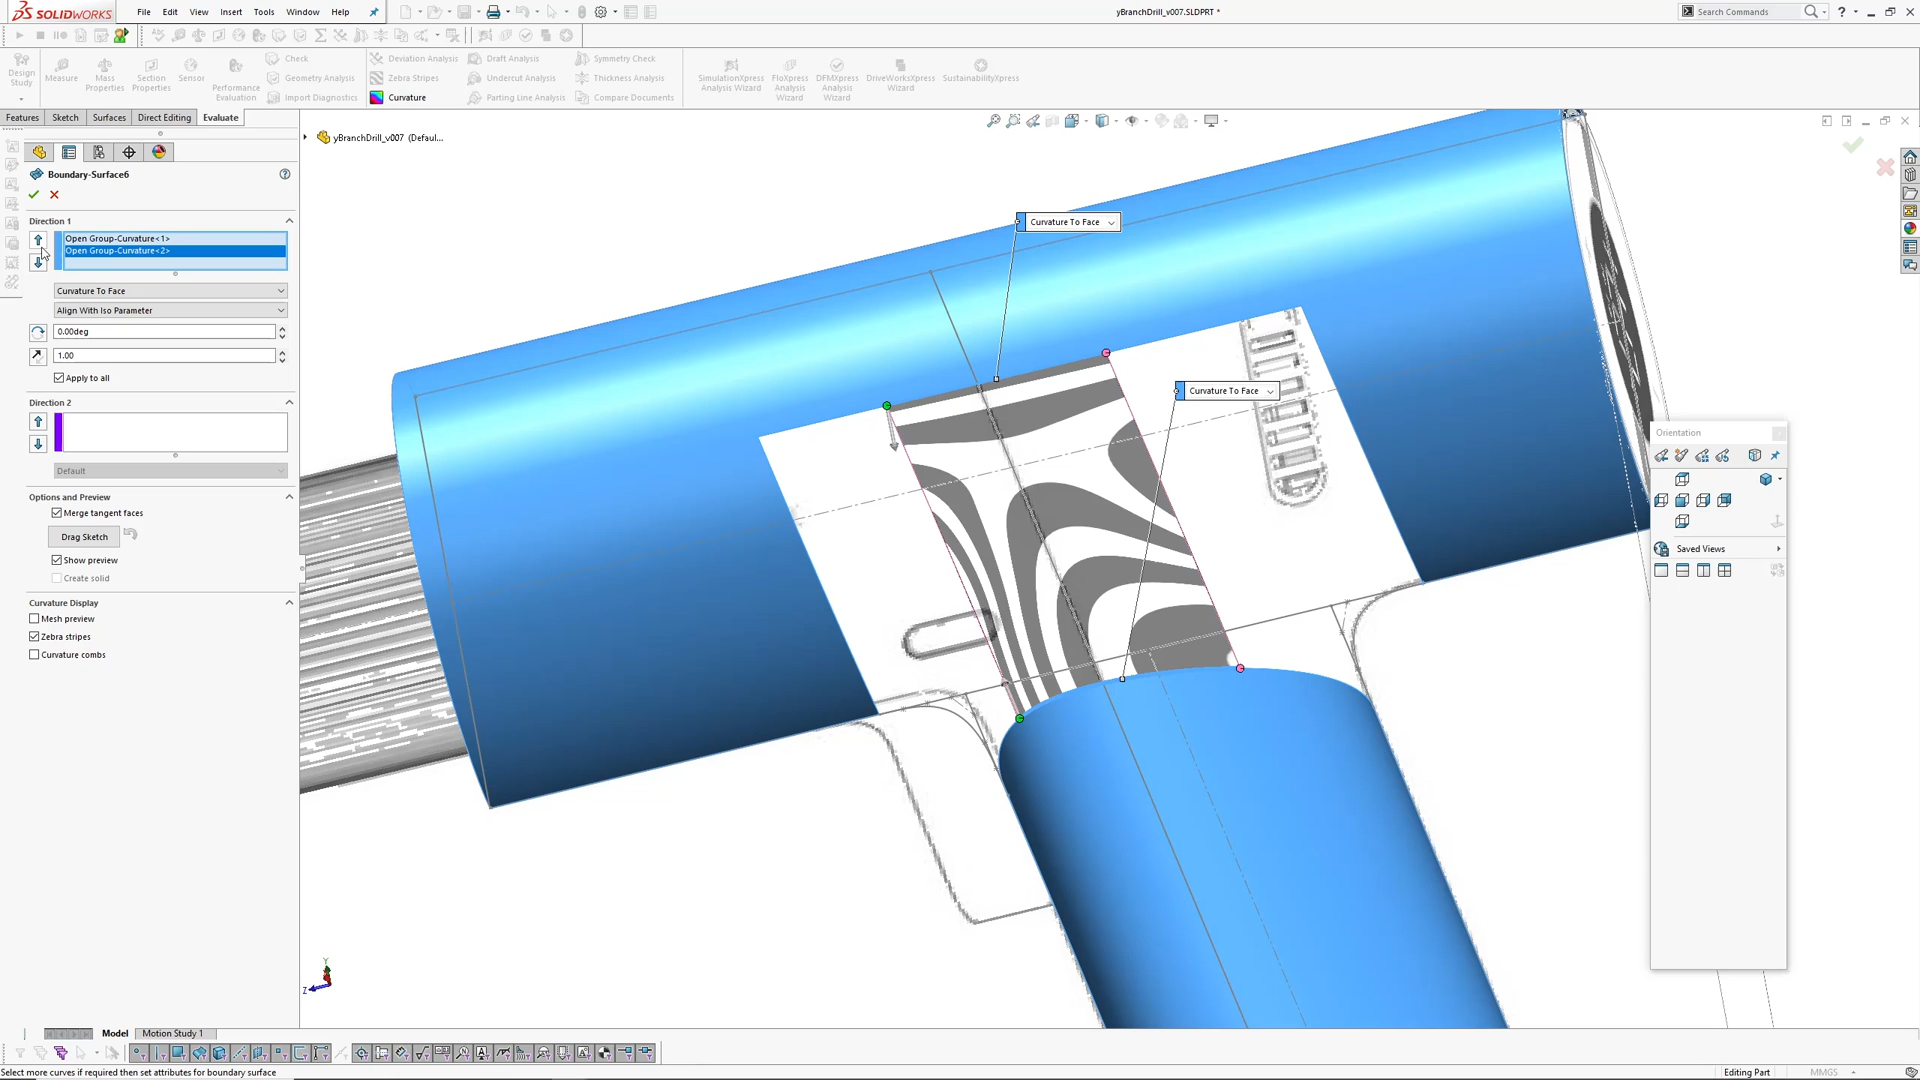 SOLIDWORKS
File Edit View Insert Tools Window Help
yBranchDrill_v007.SLDPRT *
Search Commands
Design Study
Measure
Mass Properties
Section Properties
Sensor
Performance Evaluation
Check
Geometry Analysis
Import Diagnostics
Deviation Analysis
Zebra Stripes
Curvature
Draft Analysis
Undercut Analysis
Parting Line Analysis
Symmetry Check
Thickness Analysis
Compare Documents
SimulationXpress Analysis Wizard
FloXpress Analysis Wizard
DFMXpress Analysis Wizard
DriveWorksXpress Wizard
SustainabilityXpress
Features Sketch Surfaces Direct Editing Evaluate
yBranchDrill_v007 (Defaul...
Boundary-Surface6
Direction 1
Open Group-Curvature<1>
Open Group-Curvature<2>
Curvature To Face
Align With Iso Parameter
0.00deg
1.00
Apply to all
Direction 2
Default
Options and Preview
Merge tangent faces
Drag Sketch
Show preview
Create solid
Curvature Display
Mesh preview
Zebra stripes
Curvature combs
Curvature To Face
Curvature To Face
Orientation
Saved Views
Y
Z
Model Motion Study 1
Select more curves if required then set attributes for boundary surface
Editing Part
MMGS